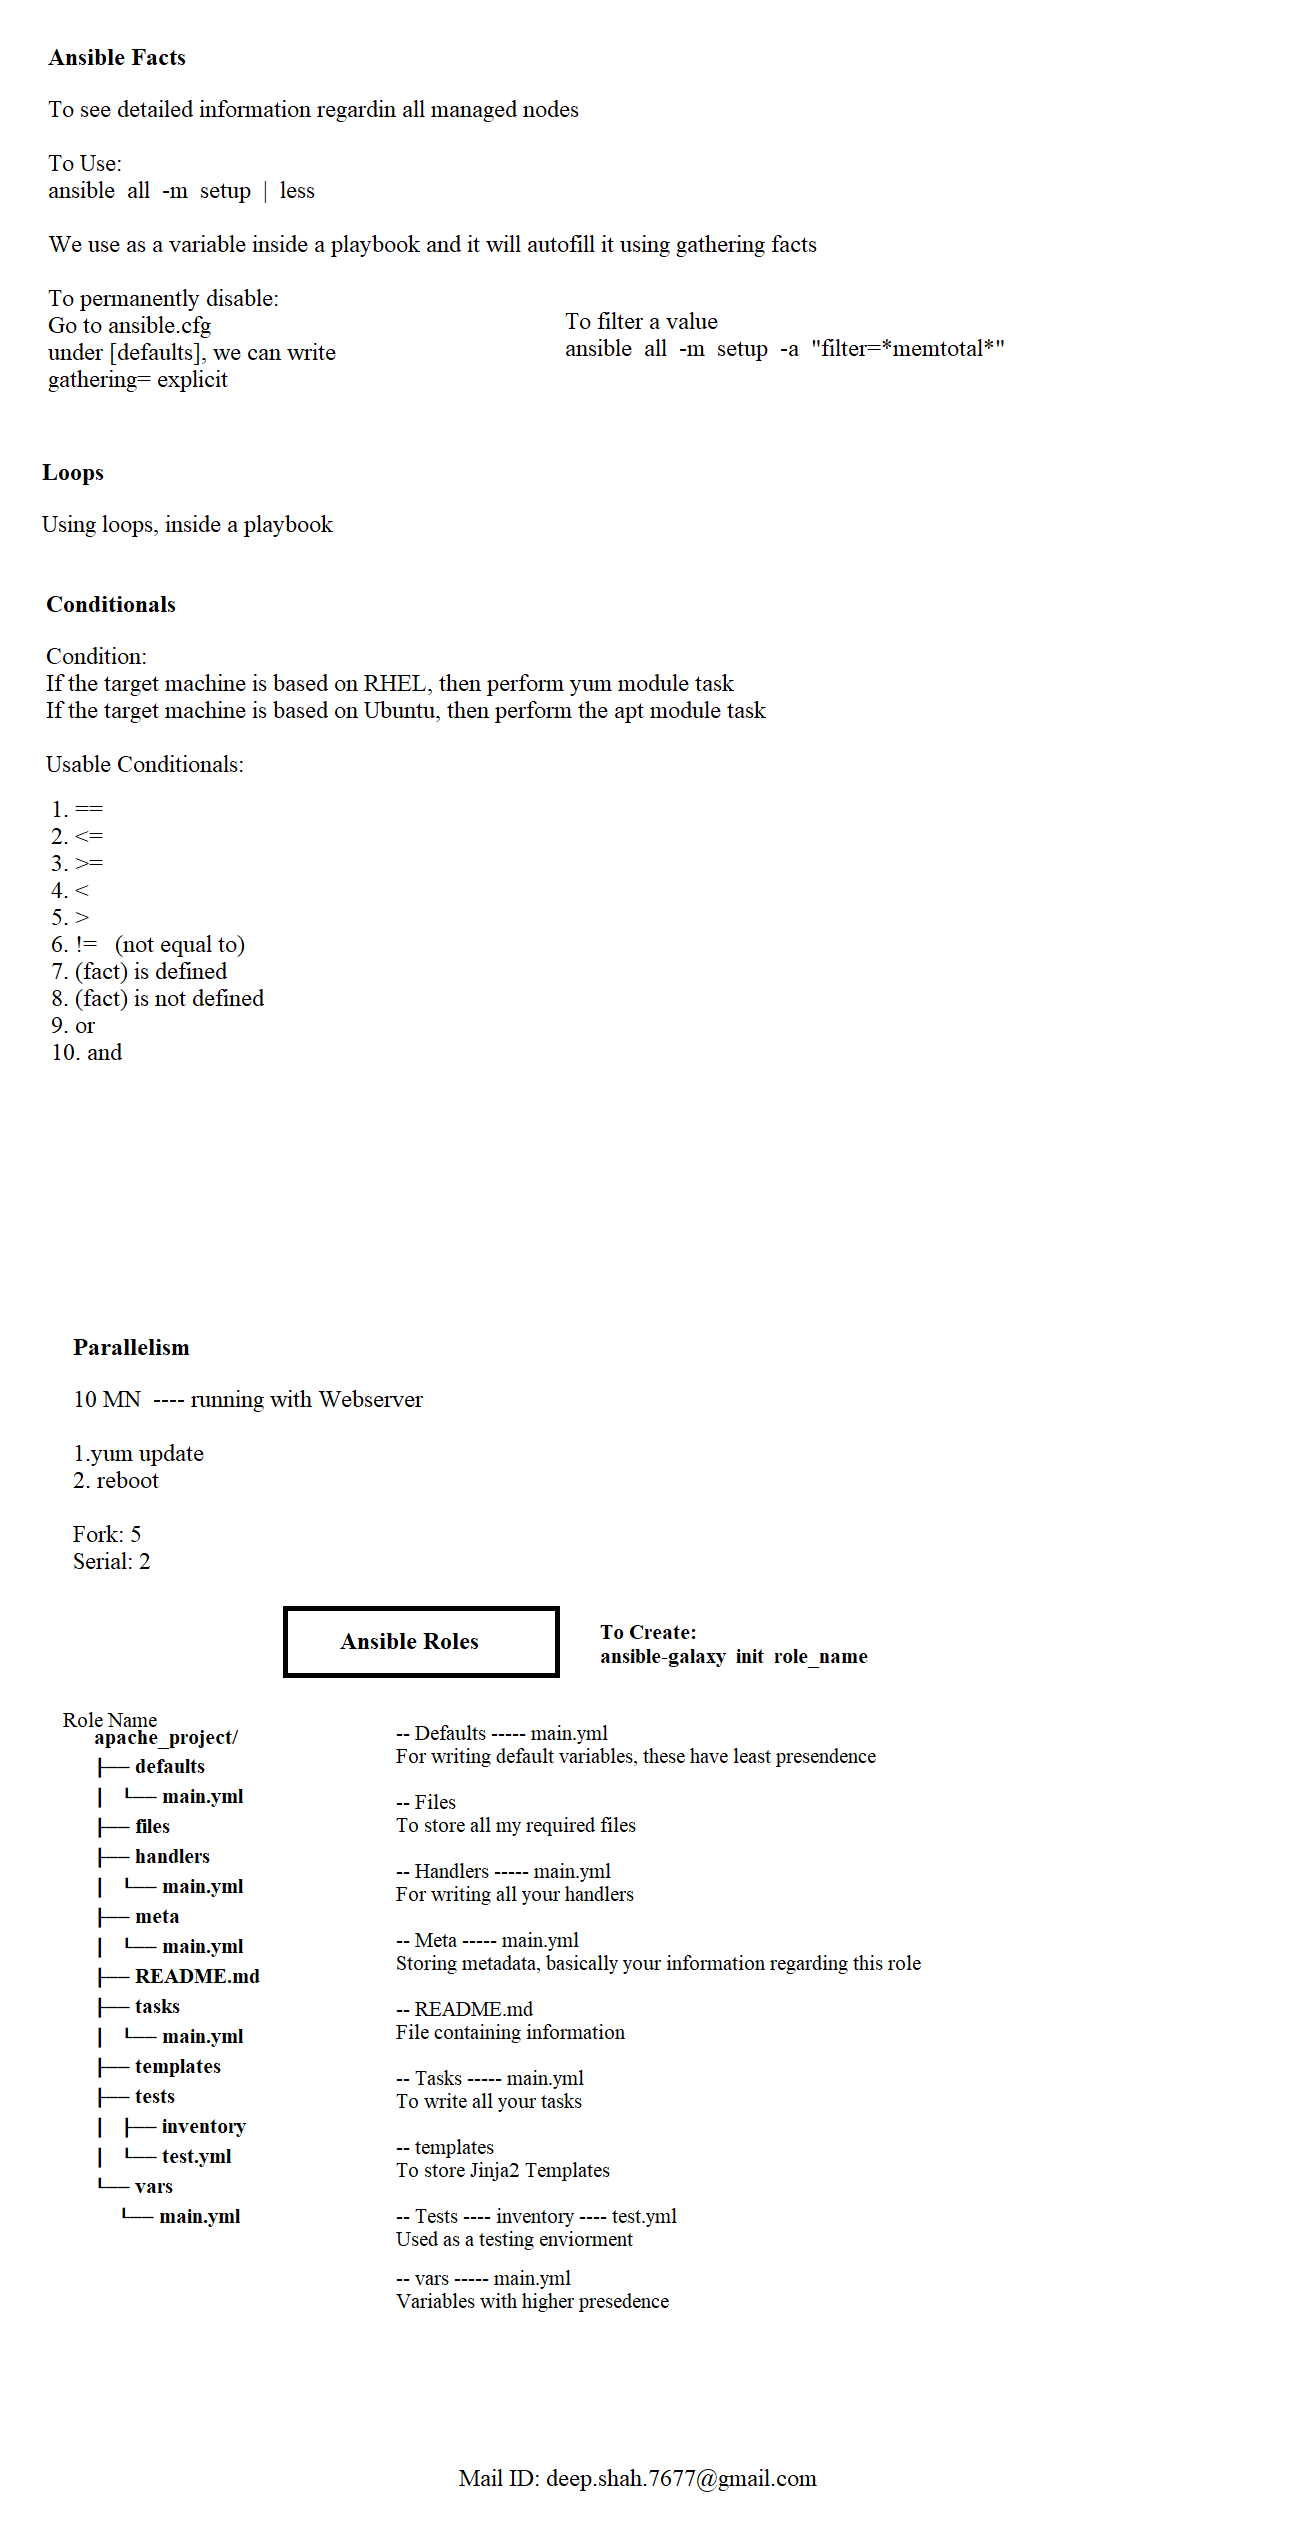 Ansible Facts
To see detailed information regardin all managed nodes
To Use:
ansible  all  -m  setup  |  less
We use as a variable inside a playbook and it will autofill it using gathering facts
To permanently disable:
Go to ansible.cfg
under [defaults], we can write
gathering= explicit
To filter a value
ansible  all  -m  setup  -a  "filter=*memtotal*"
Loops
Using loops, inside a playbook
Conditionals
Condition:
If the target machine is based on RHEL, then perform yum module task
If the target machine is based on Ubuntu, then perform the apt module task
Usable Conditionals:
1. ==
2. <=
3. >=
4. <
5. >
6. !=   (not equal to)
7. (fact) is defined
8. (fact) is not defined
9. or
10. and
Parallelism
10 MN  ---- running with Webserver
1.yum update
2. reboot
Fork: 5
Serial: 2
Ansible Roles
To Create:
ansible-galaxy  init  role_name
Role Name
apache_project/
├── defaults
│   └── main.yml
├── files
├── handlers
│   └── main.yml
├── meta
│   └── main.yml
├── README.md
├── tasks
│   └── main.yml
├── templates
├── tests
│   ├── inventory
│   └── test.yml
└── vars
    └── main.yml
-- Defaults ----- main.yml
For writing default variables, these have least presendence
-- Files
To store all my required files
-- Handlers ----- main.yml
For writing all your handlers
-- Meta ----- main.yml
Storing metadata, basically your information regarding this role
-- README.md
File containing information
-- Tasks ----- main.yml
To write all your tasks
-- templates
To store Jinja2 Templates
-- Tests ---- inventory ---- test.yml
Used as a testing enviorment
-- vars ----- main.yml
Variables with higher presedence
Mail ID: deep.shah.7677@gmail.com